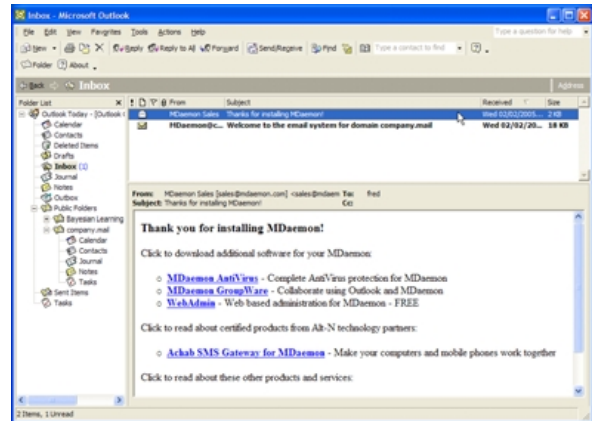 Inbox - Microsoft Outlook
File Edit View Favorites Tools Actions Help
Type a question for help
New Reply Reply to All Forward Send/Receive Find Type a contact to find
Folder About
Back Inbox Address
Folder List
! From Subject Received Size
Outlook Today - [Outlook
Calendar
Contacts
Deleted Items
Drafts
Inbox (1)
Journal
Notes
Outbox
Public Folders
Bayesian Learning
company.mail
Calendar
Contacts
Journal
Notes
Tasks
Sent Items
Tasks
MDaemon Sales Thanks for installing MDaemon! Wed 02/02/2005... 2 KB
MDaemon@c... Welcome to the email system for domain company.mail Wed 02/02/20... 18 KB
From: MDaemon Sales [sales@mdaemon.com] <sales@mdaem To: fred
Subject: Thanks for installing MDaemon! Cc:
Thank you for installing MDaemon!
Click to download additional software for your MDaemon:
MDaemon AntiVirus - Complete AntiVirus protection for MDaemon
MDaemon GroupWare - Collaborate using Outlook and MDaemon
WebAdmin - Web based administration for MDaemon - FREE
Click to read about certified products from Alt-N technology partners:
Achab SMS Gateway for MDaemon - Make your computers and mobile phones work together
Click to read about these other products and services:
2 Items, 1 Unread